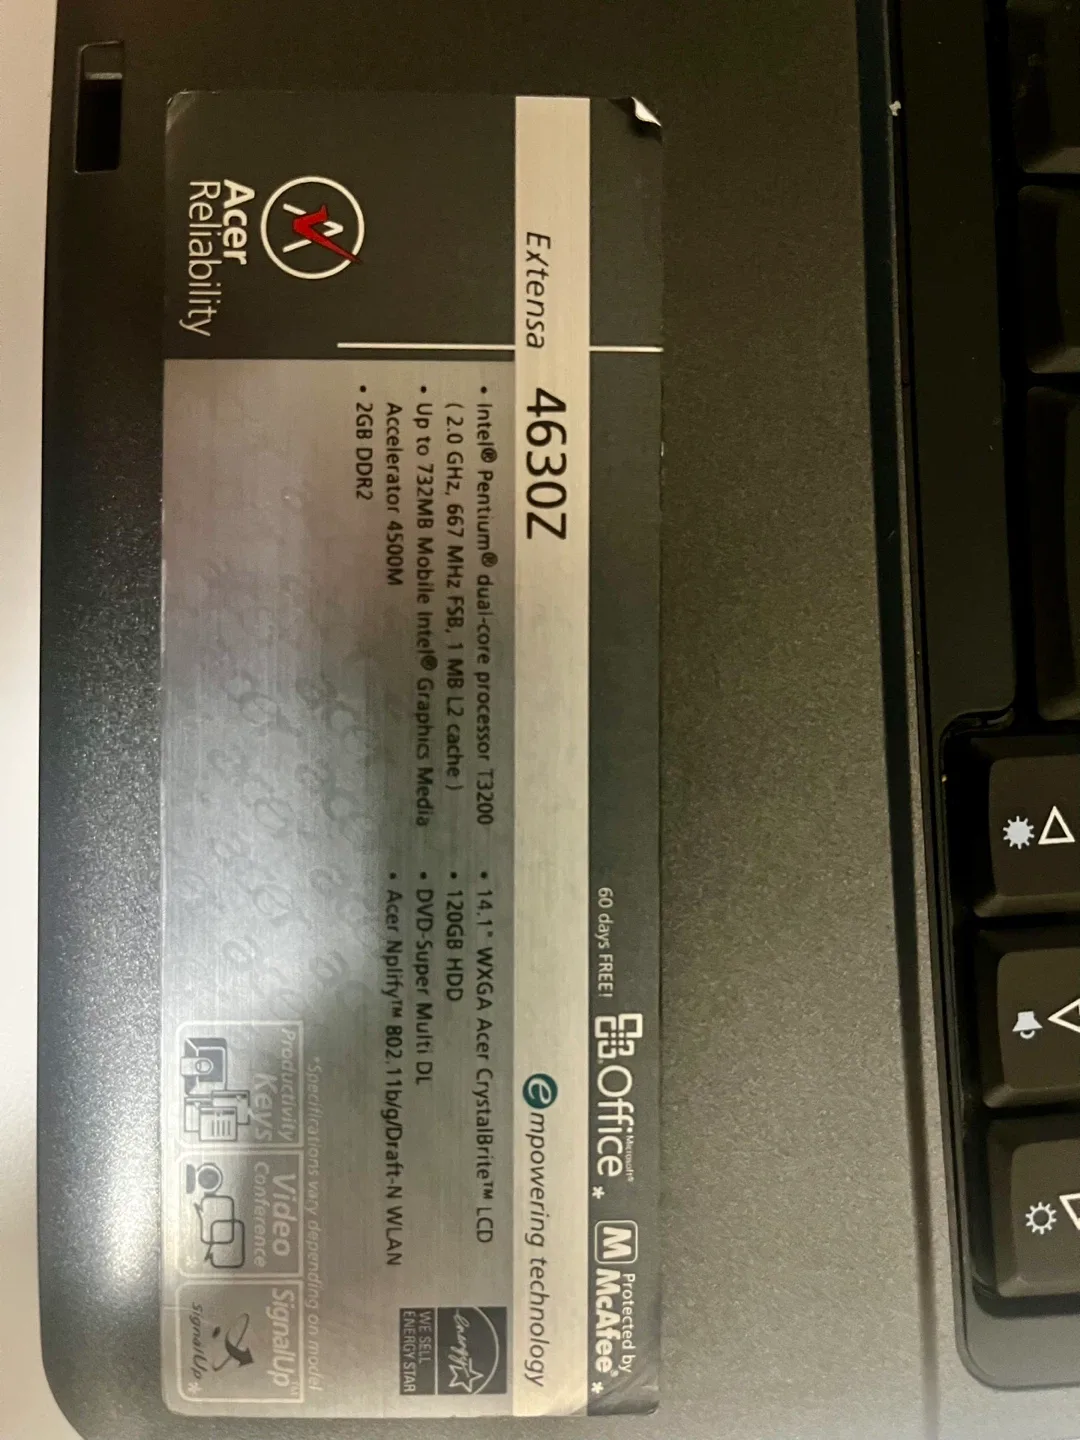 60 days FREE!
Microsoft®
Office *
Protected by
M McAfee® *
Extensa 4630Z
empowering technology
• Intel® Pentium® dual-core processor T3200
( 2.0 GHz, 667 MHz FSB, 1 MB L2 cache )
• Up to 732MB Mobile Intel® Graphics Media
Accelerator 4500M
• 2GB DDR2
• 14.1" WXGA Acer CrystalBrite™ LCD
• 120GB HDD
• DVD-Super Multi DL
• Acer Nplify™ 802.11b/g/Draft-N WLAN
energy
WE SELL
ENERGY STAR
Acer
Reliability
*Specifications vary depending on model
Productivity
Keys
Video
Conference
*
SignalUp™
SignalUp *